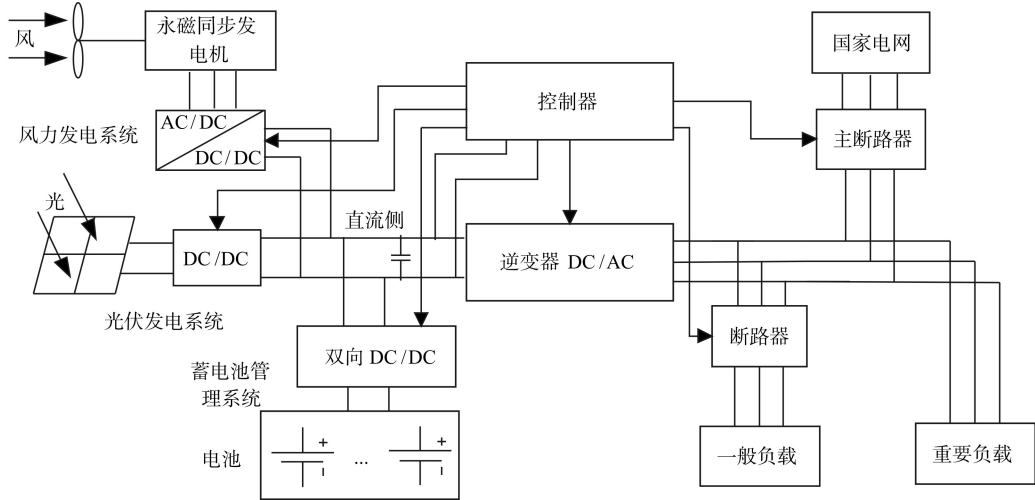 风
永磁同步发
电机
国家电网
控制器
风力发电系统
AC/DC
DC/DC
主断路器
光
直流侧
DC/DC
逆变器 DC/AC
光伏发电系统
双向 DC/DC
断路器
蓄电池管
理系统
电池
+
+
...
一般负载
重要负载